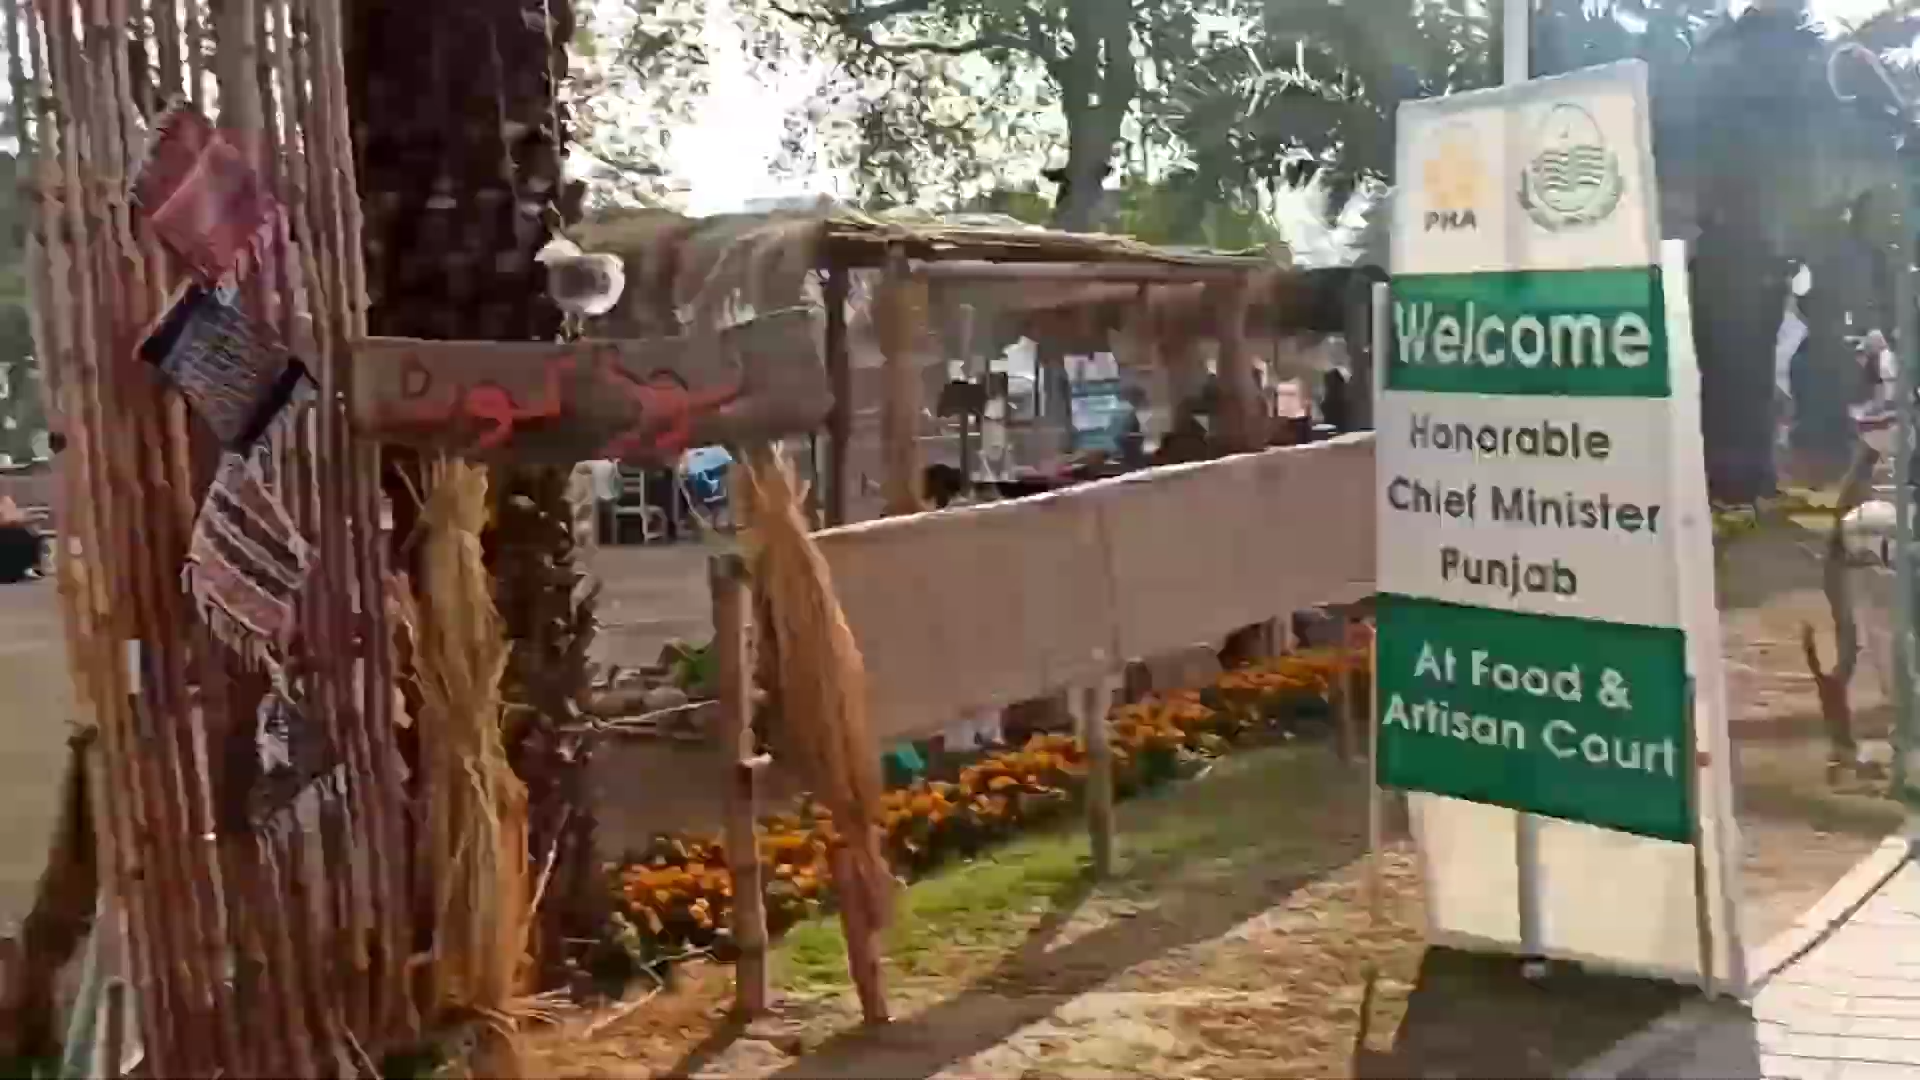 PHA
Welcome
Honorable
Chief Minister
Punjab
At Food &
Artisan Court